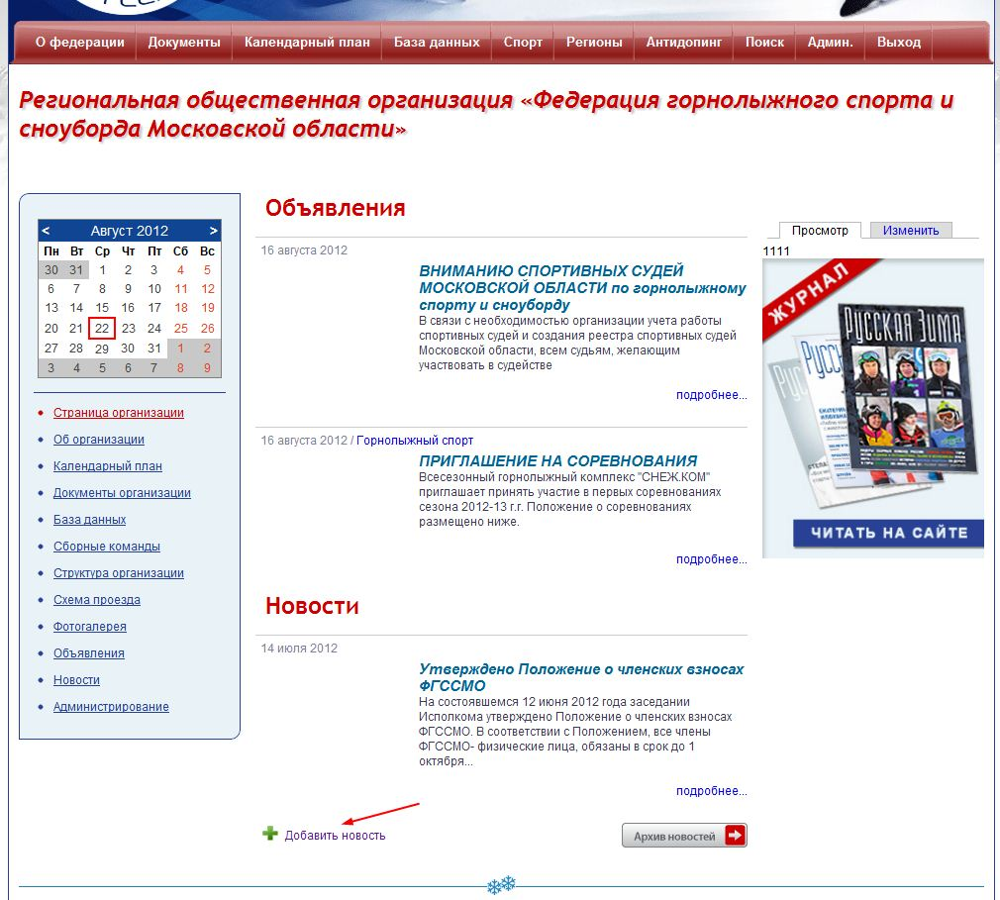 О федерации Документы Календарный план База данных Спорт Регионы Антидопинг Поиск Админ. Выход
Региональная общественная организация «Федерация горнолыжного спорта и
сноуборда Московской области»
< Август 2012 >
Пн Вт Ср Чт Пт Сб Вс
30 31 1 2 3 4 5
6 7 8 9 10 11 12
13 14 15 16 17 18 19
20 21 22 23 24 25 26
27 28 29 30 31 1 2
3 4 5 6 7 8 9
Страница организации
Об организации
Календарный план
Документы организации
База данных
Сборные команды
Структура организации
Схема проезда
Фотогалерея
Объявления
Новости
Администрирование
Объявления
16 августа 2012
ВНИМАНИЮ СПОРТИВНЫХ СУДЕЙ
МОСКОВСКОЙ ОБЛАСТИ по горнолыжному
спорту и сноуборду
В связи с необходимостью организации учета работы
спортивных судей и создания реестра спортивных судей
Московской области, всем судьям, желающим
участвовать в судействе
подробнее...
16 августа 2012 / Горнолыжный спорт
ПРИГЛАШЕНИЕ НА СОРЕВНОВАНИЯ
Всесезонный горнолыжный комплекс "СНЕЖ.КОМ"
приглашает принять участие в первых соревнованиях
сезона 2012-13 г.г. Положение о соревнованиях
размещено ниже.
подробнее...
Новости
14 июля 2012
Утверждено Положение о членских взносах
ФГССМО
На состоявшемся 12 июня 2012 года заседании
Исполкома утверждено Положение о членских взносах
ФГССМО. В соответствии с Положением, все члены
ФГССМО- физические лица, обязаны в срок до 1
октября...
подробнее...
Добавить новость
Архив новостей
Просмотр Изменить
1111
ЖУРНАЛ
РУССКАЯ ЗИМА
ЧИТАТЬ НА САЙТЕ